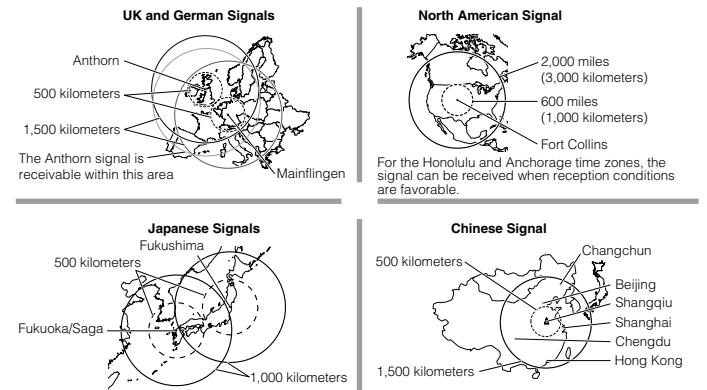 UK and German Signals
Anthorn
500 kilometers
1,500 kilometers
The Anthorn signal is
receivable within this area
Mainflingen
North American Signal
2,000 miles
(3,000 kilometers)
600 miles
(1,000 kilometers)
Fort Collins
For the Honolulu and Anchorage time zones, the
signal can be received when reception conditions
are favorable.
Japanese Signals
Fukushima
500 kilometers
Fukuoka/Saga
1,000 kilometers
Chinese Signal
Changchun
500 kilometers
Beijing
Shangqiu
Shanghai
Chengdu
Hong Kong
1,500 kilometers